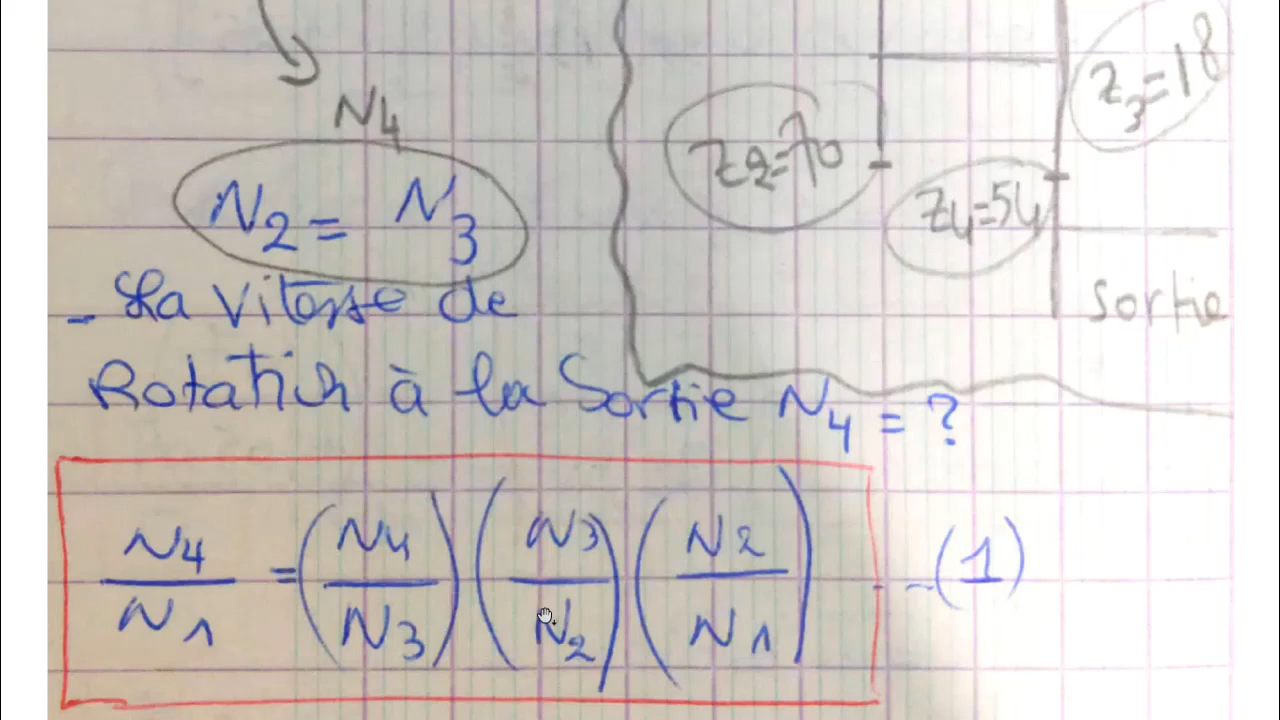 N4
N2 = N3
Z2=70
Z3=18
Z4=54
Sortie
- La vitesse de
Rotation à la Sortie N4 = ?
N4/N1 = (N4/N3) (N3/N2) (N2/N1) - (1)